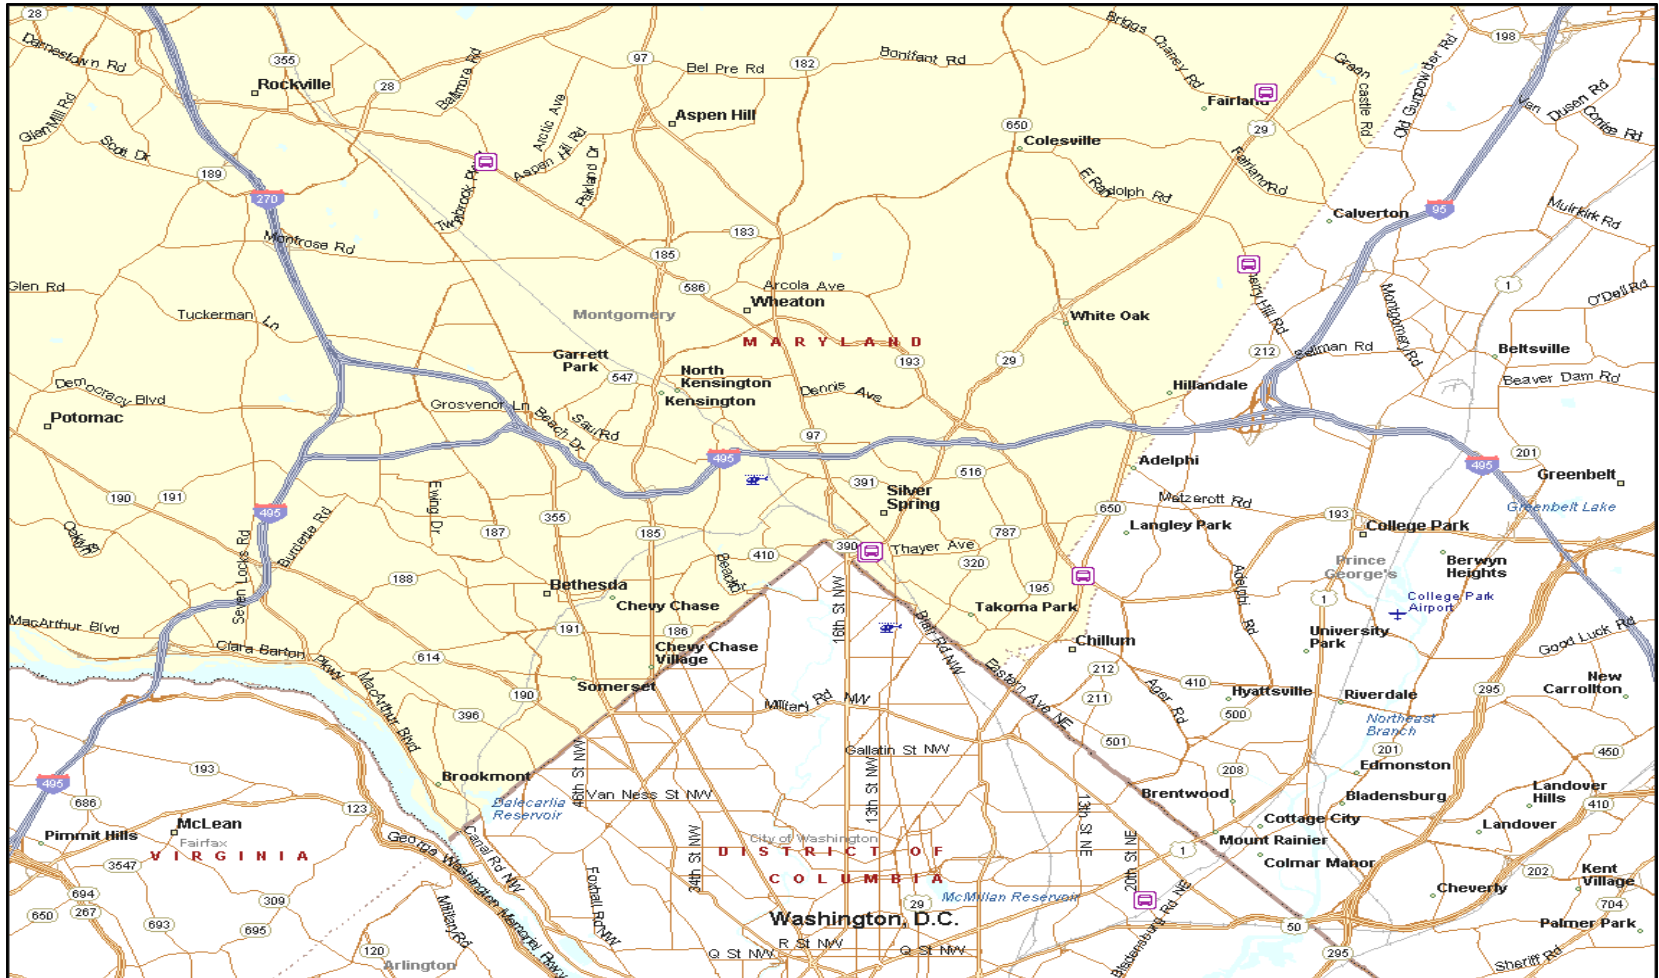 28
Darnestown Rd
355
Rockville
28
Baltimore Rd
97
Bel Pre Rd
182
Bonifant Rd
Briggs Chaney Rd
Green castle Rd
Old Gunpowder Rd
198
Van Dusen Rd
Contee Rd
Glen Mill Rd
Scott Dr
189
Arctic Ave
Aspen Hill Rd
Aspen Hill
Parkland Dr
650
Colesville
Fairland
29
Fairland Rd
E Randolph Rd
270
Twinbrook Pkwy
Montrose Rd
183
185
Calverton
95
Muirkirk Rd
Glen Rd
586
Arcola Ave
Wheaton
Cherry Hill Rd
Montgomery Rd
1
O'Dell Rd
Tuckerman Ln
Montgomery
White Oak
MARYLAND
212
Sellman Rd
Beltsville
Garrett
Park
547
North
Kensington
193
29
Beaver Dam Rd
Democracy Blvd
Potomac
Grosvenor Ln
Kensington
Dennis Ave
Hillandale
Beach Dr
Saul Rd
97
495
495
201
Greenbelt
Adelphi
190
191
Ewing Dr
391
516
Silver
Spring
Metzerott Rd
Greenbelt Lake
495
355
187
185
650
193
College Park
Langley Park
Oaklyn Dr
Seven Locks Rd
Burdette Rd
410
390
Thayer Ave
787
Prince
George's
Berwyn
Heights
188
Bethesda
Beach Dr
320
195
Adelphi Rd
Chevy Chase
Takoma Park
1
College Park
Airport
MacArthur Blvd
191
186
16th St NW
Blair Rd NW
University
Park
Good Luck Rd
Clara Barton Pkwy
614
Chevy Chase
Village
Chillum
MacArthur Blvd
190
Somerset
Eastern Ave NE
212
410
Ager Rd
Hyattsville
Riverdale
295
New
Carrollton
396
Military Rd NW
211
500
Northeast
Branch
Gallatin St NW
501
201
450
495
193
Brookmont
46th St NW
208
Edmonston
Van Ness St NW
13th St NW
13th St NE
Brentwood
Bladensburg
Landover
Hills
410
686
123
Dalecarlia
Reservoir
Pimmit Hills
McLean
Fairfax
George Washington Memorial Pkwy
Canal Rd NW
34th St NW
City of Washington
20th St NE
Cottage City
Landover
Mount Rainier
1
3547
VIRGINIA
DISTRICT OF
COLUMBIA
Colmar Manor
202
Kent
Village
694
Foxhall Rd NW
McMillan Reservoir
Cheverly
650
267
309
Military Rd
29
Bladensburg Rd NE
704
693
695
Washington, D.C.
50
Palmer Park
120
Arlington
Q St NW
R St NW
Q St NW
295
Sheriff Rd